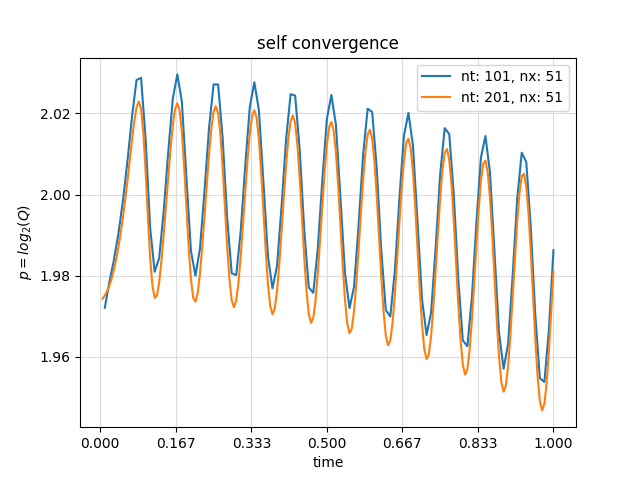 self convergence
nt: 101, nx: 51
nt: 201, nx: 51
p = log2(Q)
2.02
2.00
1.98
1.96
0.000 0.167 0.333 0.500 0.667 0.833 1.000
time